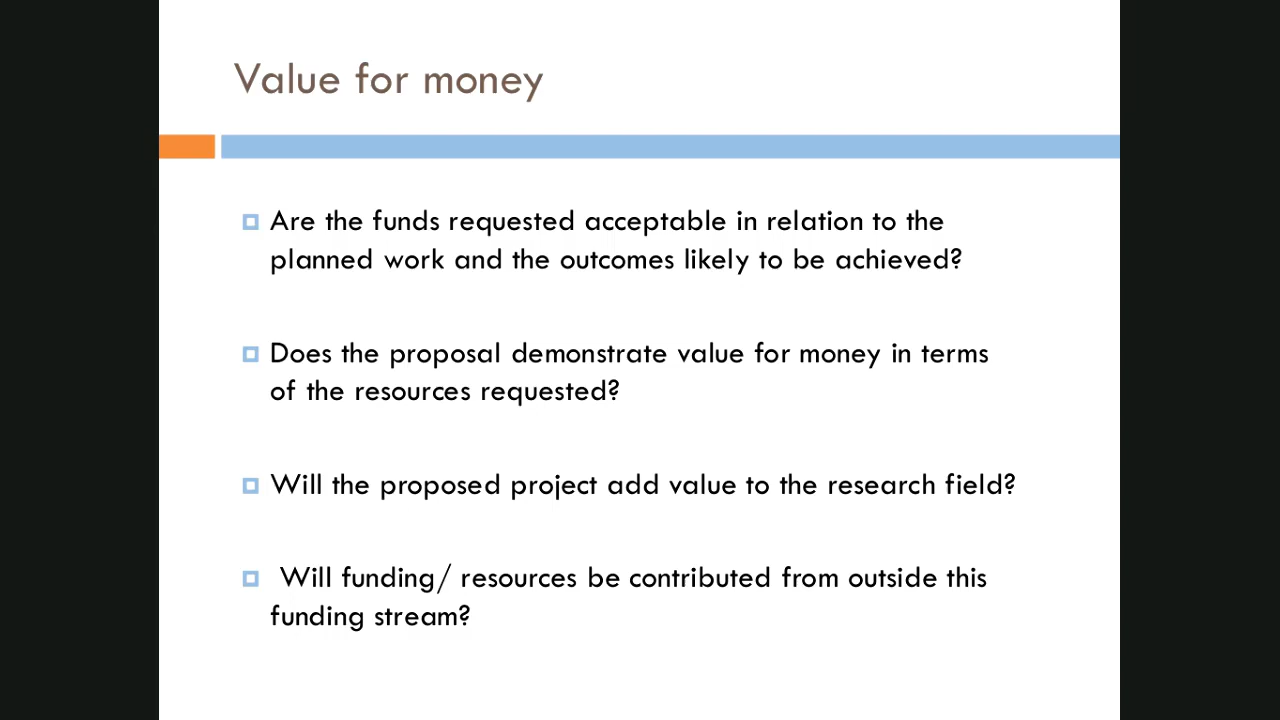 Value for money
Are the funds requested acceptable in relation to the
planned work and the outcomes likely to be achieved?
Does the proposal demonstrate value for money in terms
of the resources requested?
Will the proposed project add value to the research field?
Will funding/ resources be contributed from outside this
funding stream?